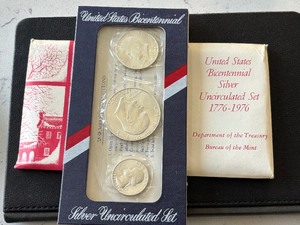 United States Bicentennial
Silver Uncirculated Set
United States
Bicentennial
Silver
Uncirculated Set
1776-1976
Department of the Treasury
Bureau of the Mint